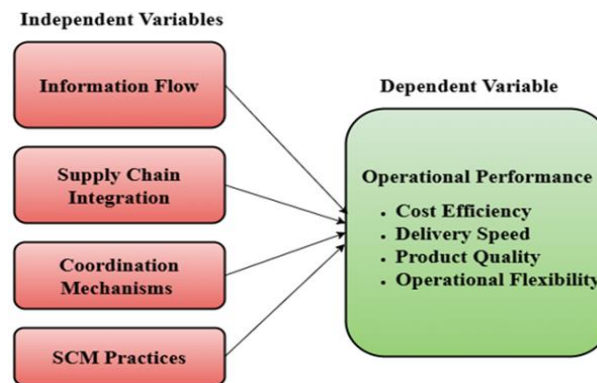 Independent Variables
Information Flow
Supply Chain
Integration
Coordination
Mechanisms
SCM Practices
Dependent Variable
Operational Performance
• Cost Efficiency
• Delivery Speed
• Product Quality
• Operational Flexibility